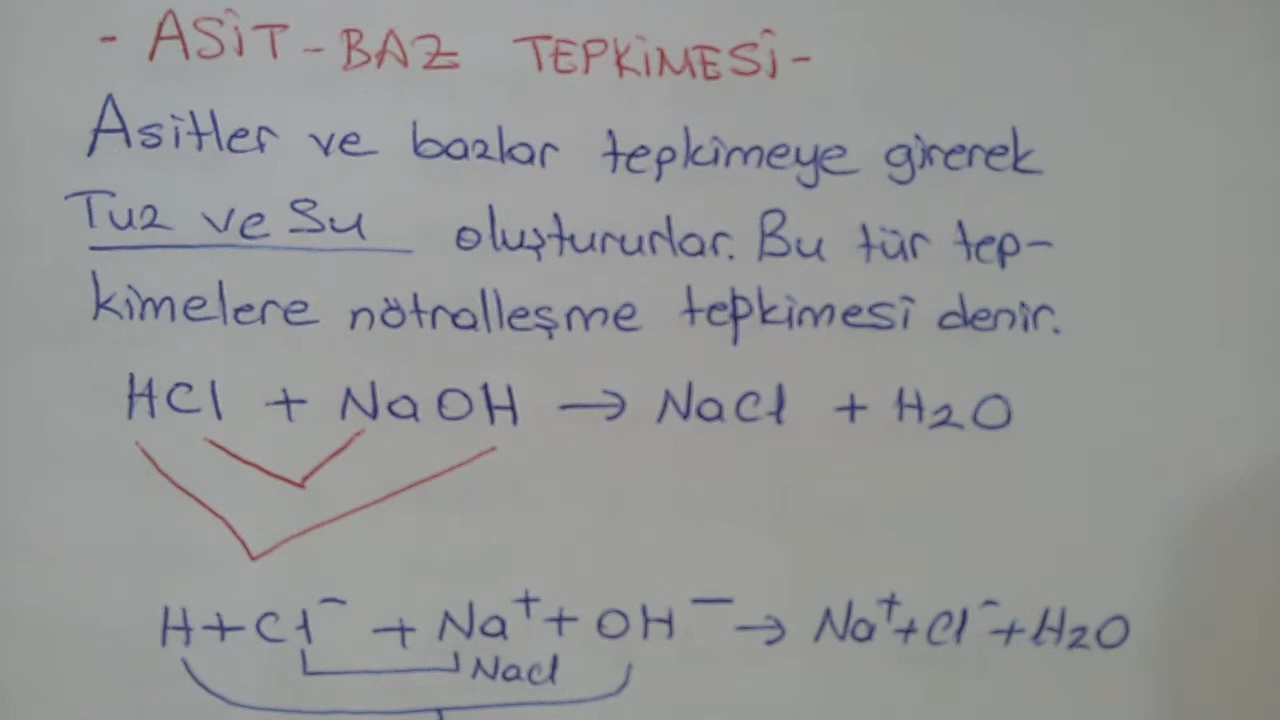 - ASİT - BAZ TEPKİMESİ -
Asitler ve bazlar tepkimeye girerek
Tuz ve Su oluştururlar. Bu tür tep-
kimelere nötralleşme tepkimesi denir.
HCl + NaOH → NaCl + H2O
H + Cl⁻ + Na⁺ + OH⁻ → Na⁺ + Cl⁻ + H2O
NaCl